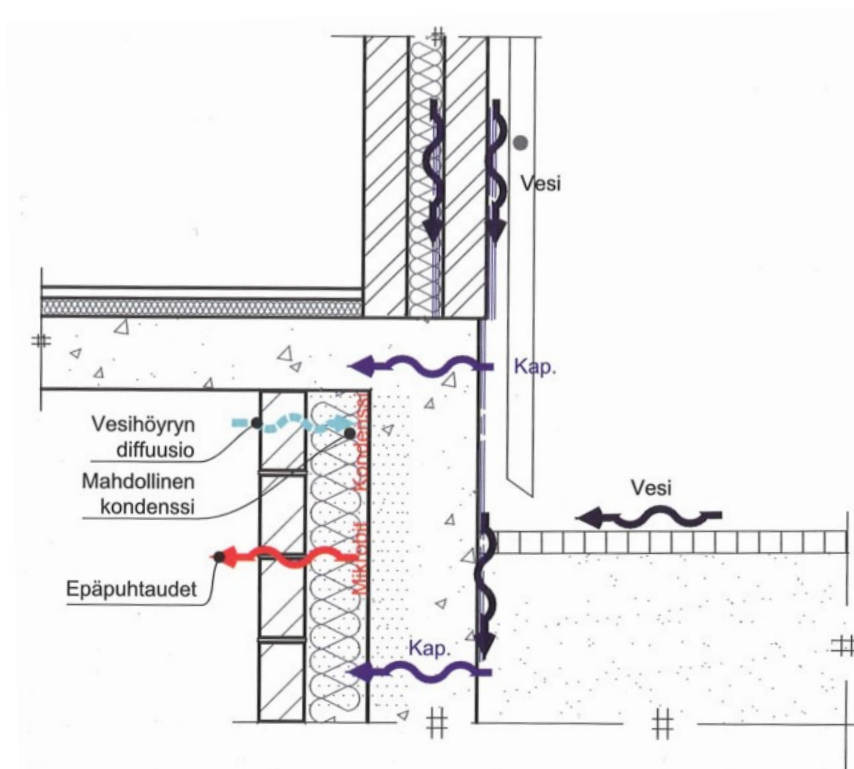 Vesi
Kap.
Vesihöyryn
diffuusio
Kondenssi
Mahdollinen
kondenssi
Vesi
Mikrobit
Epäpuhtaudet
Kap.